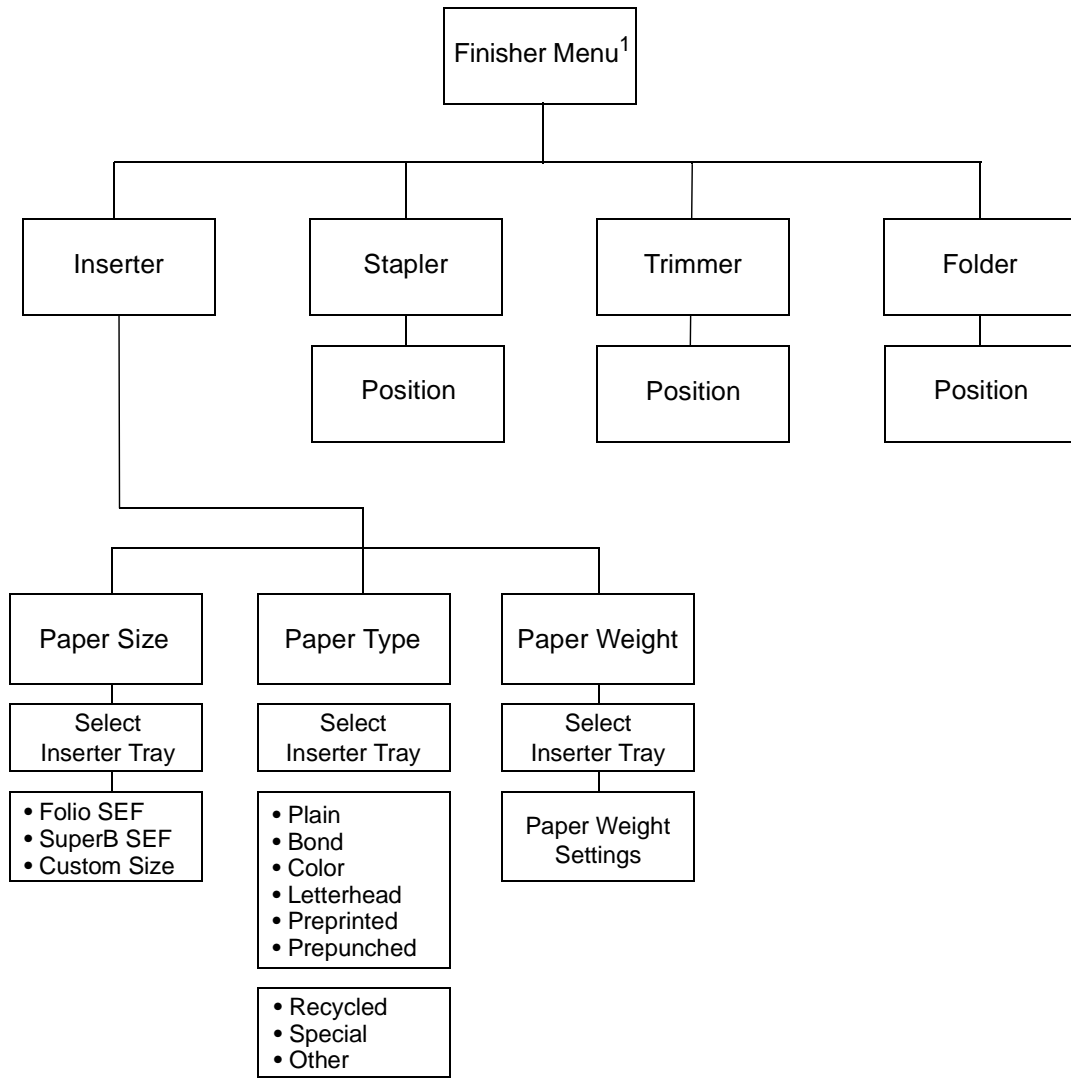 Finisher Menu1
Inserter
Stapler
Trimmer
Folder
Position
Position
Position
Paper Size
Paper Type
Paper Weight
Select
Inserter Tray
Select
Inserter Tray
Select
Inserter Tray
• Folio SEF
• SuperB SEF
• Custom Size
• Plain
• Bond
• Color
• Letterhead
• Preprinted
• Prepunched
Paper Weight
Settings
• Recycled
• Special
• Other